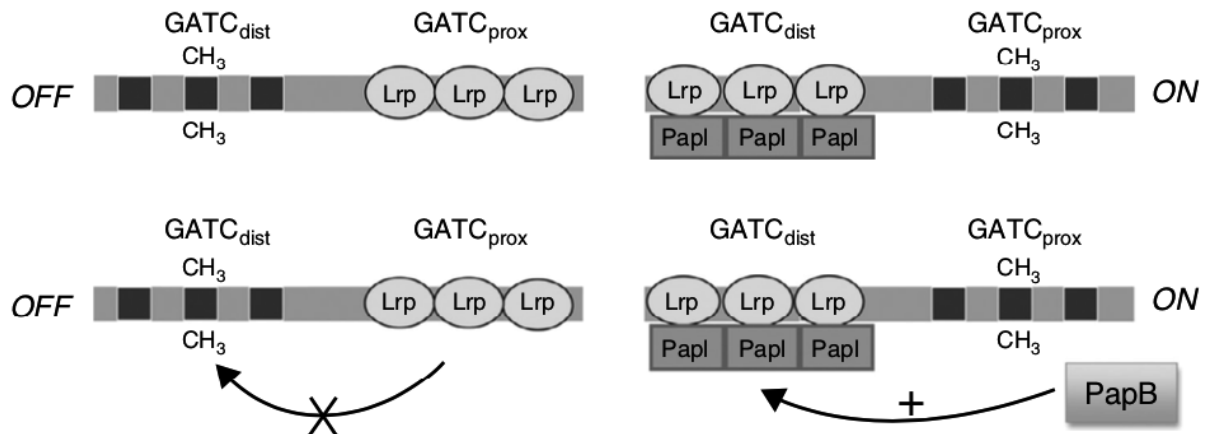 GATCdist GATCprox GATCdist GATCprox
CH3 CH3
OFF Lrp Lrp Lrp Lrp Lrp Lrp ON
CH3 PapI PapI PapI CH3
GATCdist GATCprox GATCdist GATCprox
CH3 CH3
OFF Lrp Lrp Lrp Lrp Lrp Lrp ON
CH3 PapI PapI PapI CH3
X + PapB